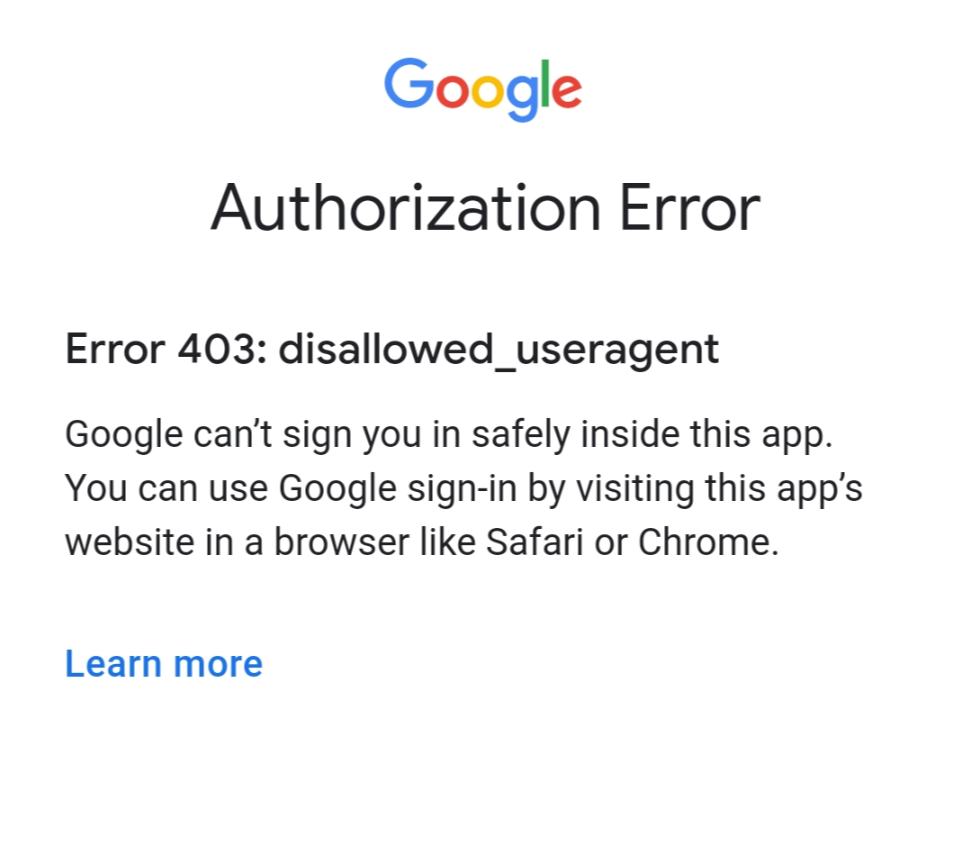 Google
Authorization Error
Error 403: disallowed_useragent
Google can’t sign you in safely inside this app.
You can use Google sign-in by visiting this app’s
website in a browser like Safari or Chrome.
Learn more